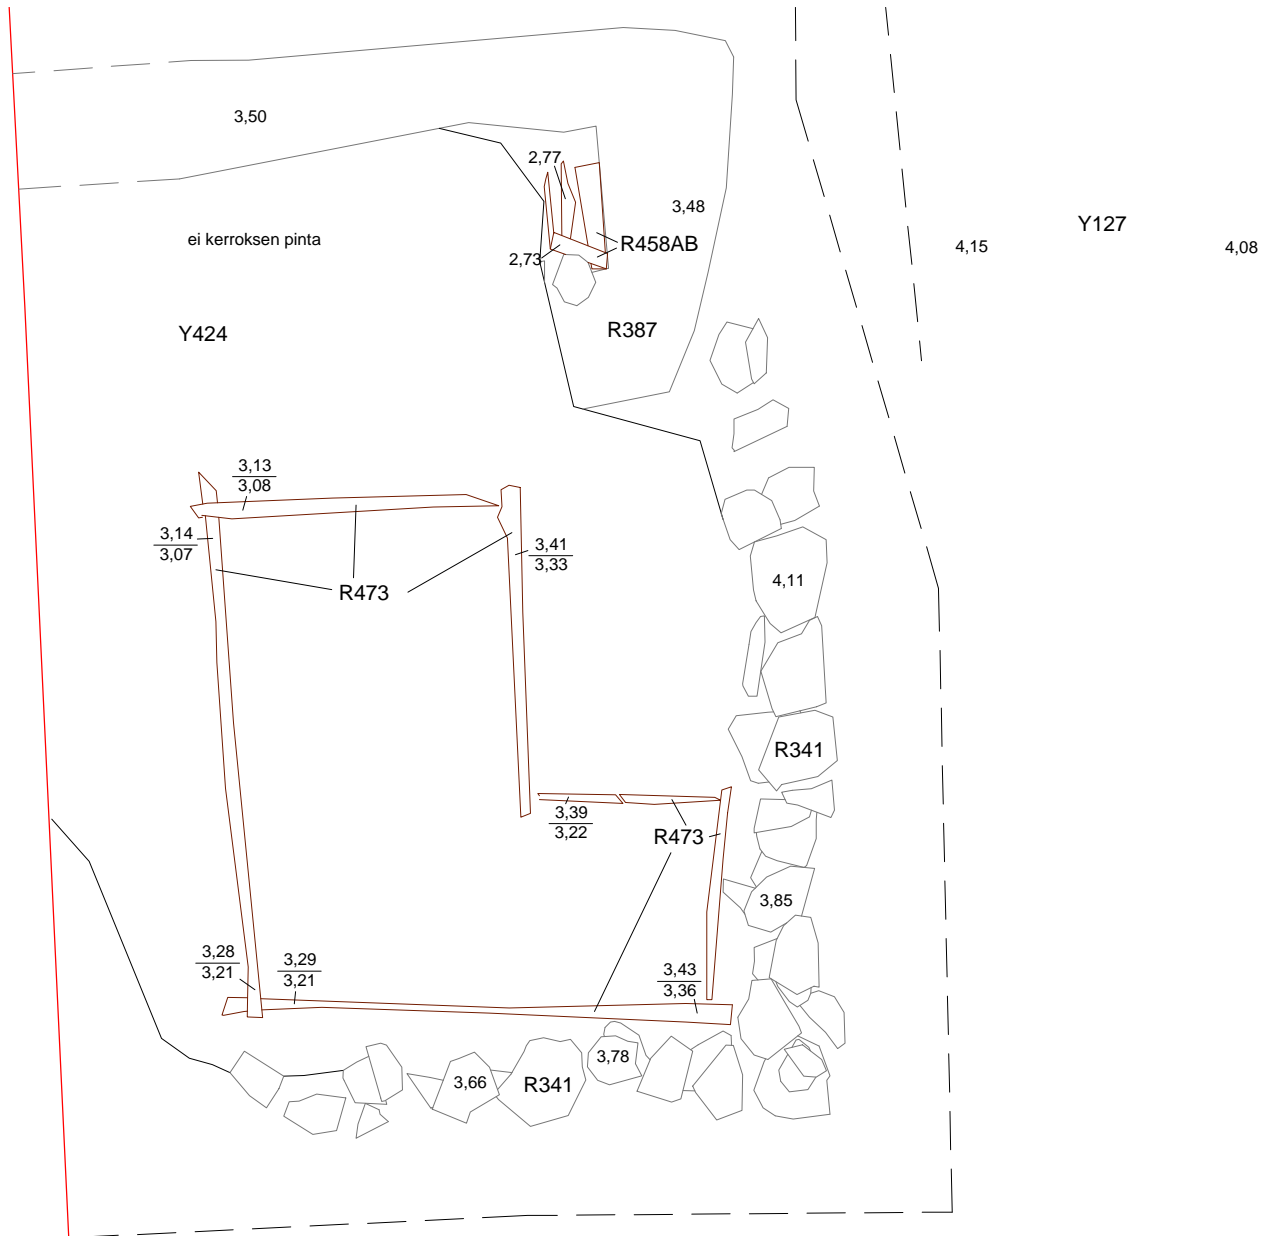 3,50
2,77
3,48
Y127
ei kerroksen pinta
R458AB
4,15
4,08
2,73
Y424
R387
3,13
3,08
3,14
3,07
3,41
3,33
4,11
R473
R341
3,39
3,22
R473
3,85
3,28
3,21
3,29
3,21
3,43
3,36
3,78
3,66
R341